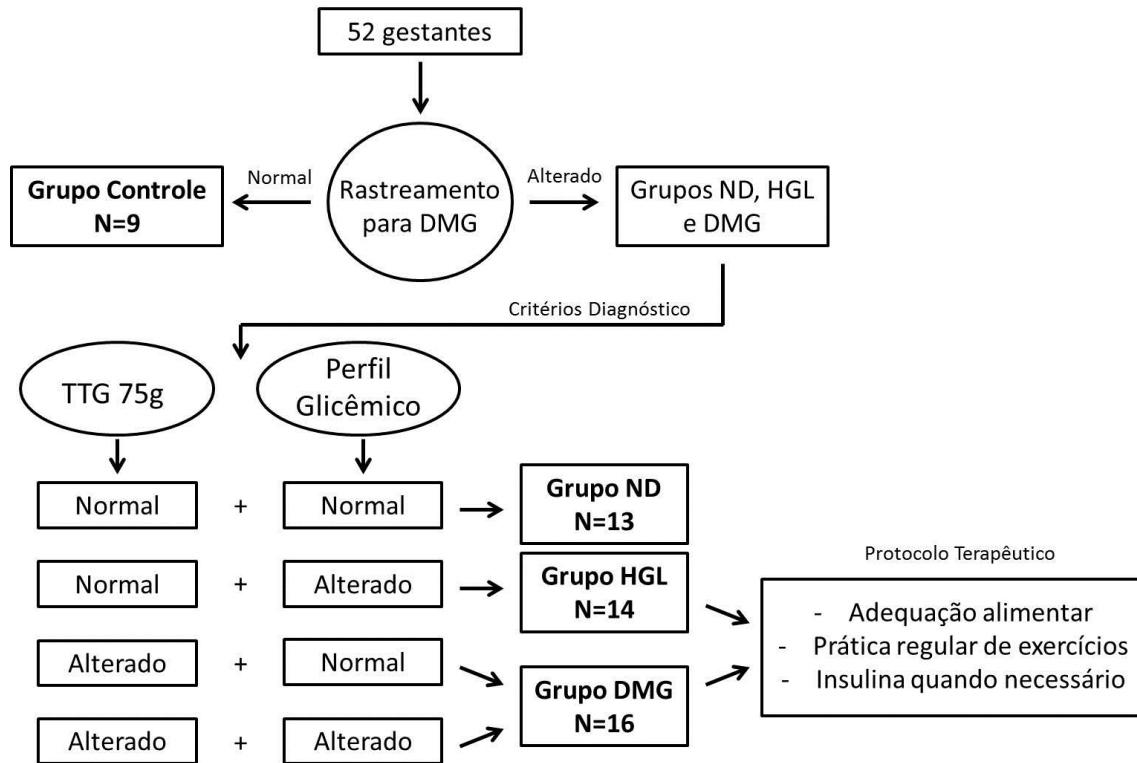 52 gestantes
Grupo Controle
N=9
Normal
Rastreamento
para DMG
Alterado
Grupos ND, HGL
e DMG
Critérios Diagnóstico
TTG 75g
Perfil
Glicêmico
Normal + Normal
Grupo ND
N=13
Normal + Alterado
Grupo HGL
N=14
Alterado + Normal
Alterado + Alterado
Grupo DMG
N=16
Protocolo Terapêutico
- Adequação alimentar
- Prática regular de exercícios
- Insulina quando necessário